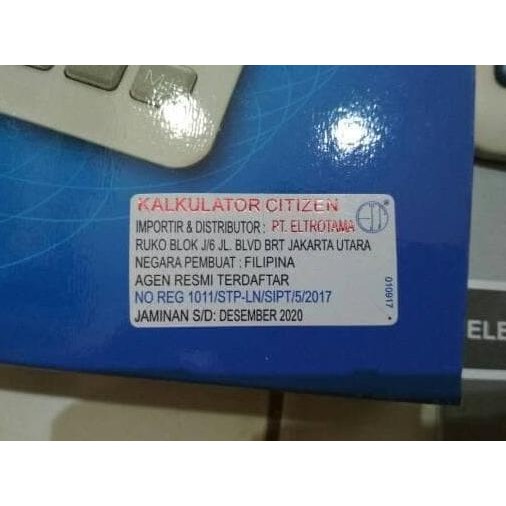 KALKULATOR CITIZEN
IMPORTIR & DISTRIBUTOR : PT. ELTROTAMA
RUKO BLOK J/6 JL. BLVD BRT JAKARTA UTARA
NEGARA PEMBUAT : FILIPINA
AGEN RESMI TERDAFTAR
NO REG 1011/STP-LN/SIPT/5/2017
JAMINAN S/D: DESEMBER 2020
010917
ELE